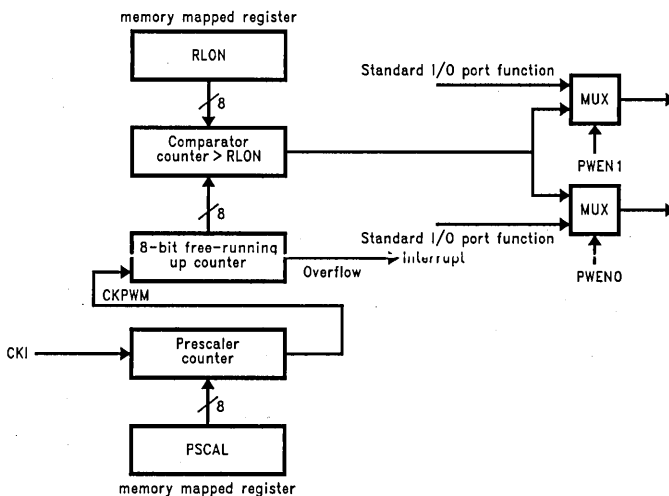 memory mapped register
RLON
8
Standard I/O port function
MUX
Comparator
counter > RLON
PWEN1
8
MUX
8-bit free-running
up counter
Standard I/O port function
Overflow
interrupt
PWEN0
CKPWM
CKI
Prescaler
counter
8
PSCAL
memory mapped register